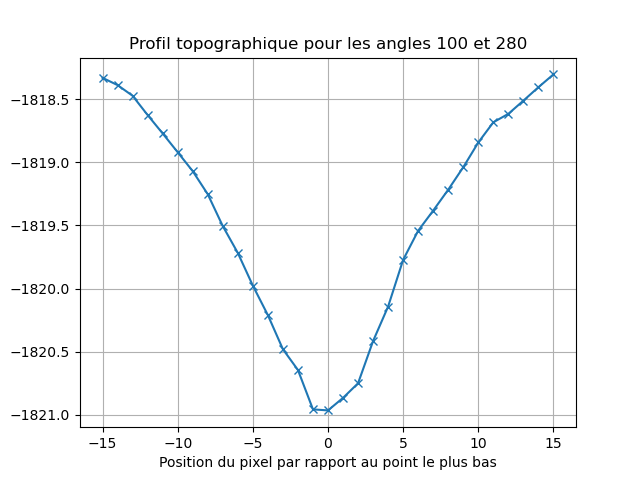 Profil topographique pour les angles 100 et 280
−1818.5
−1819.0
−1819.5
−1820.0
−1820.5
−1821.0
−15 −10 −5 0 5 10 15
Position du pixel par rapport au point le plus bas